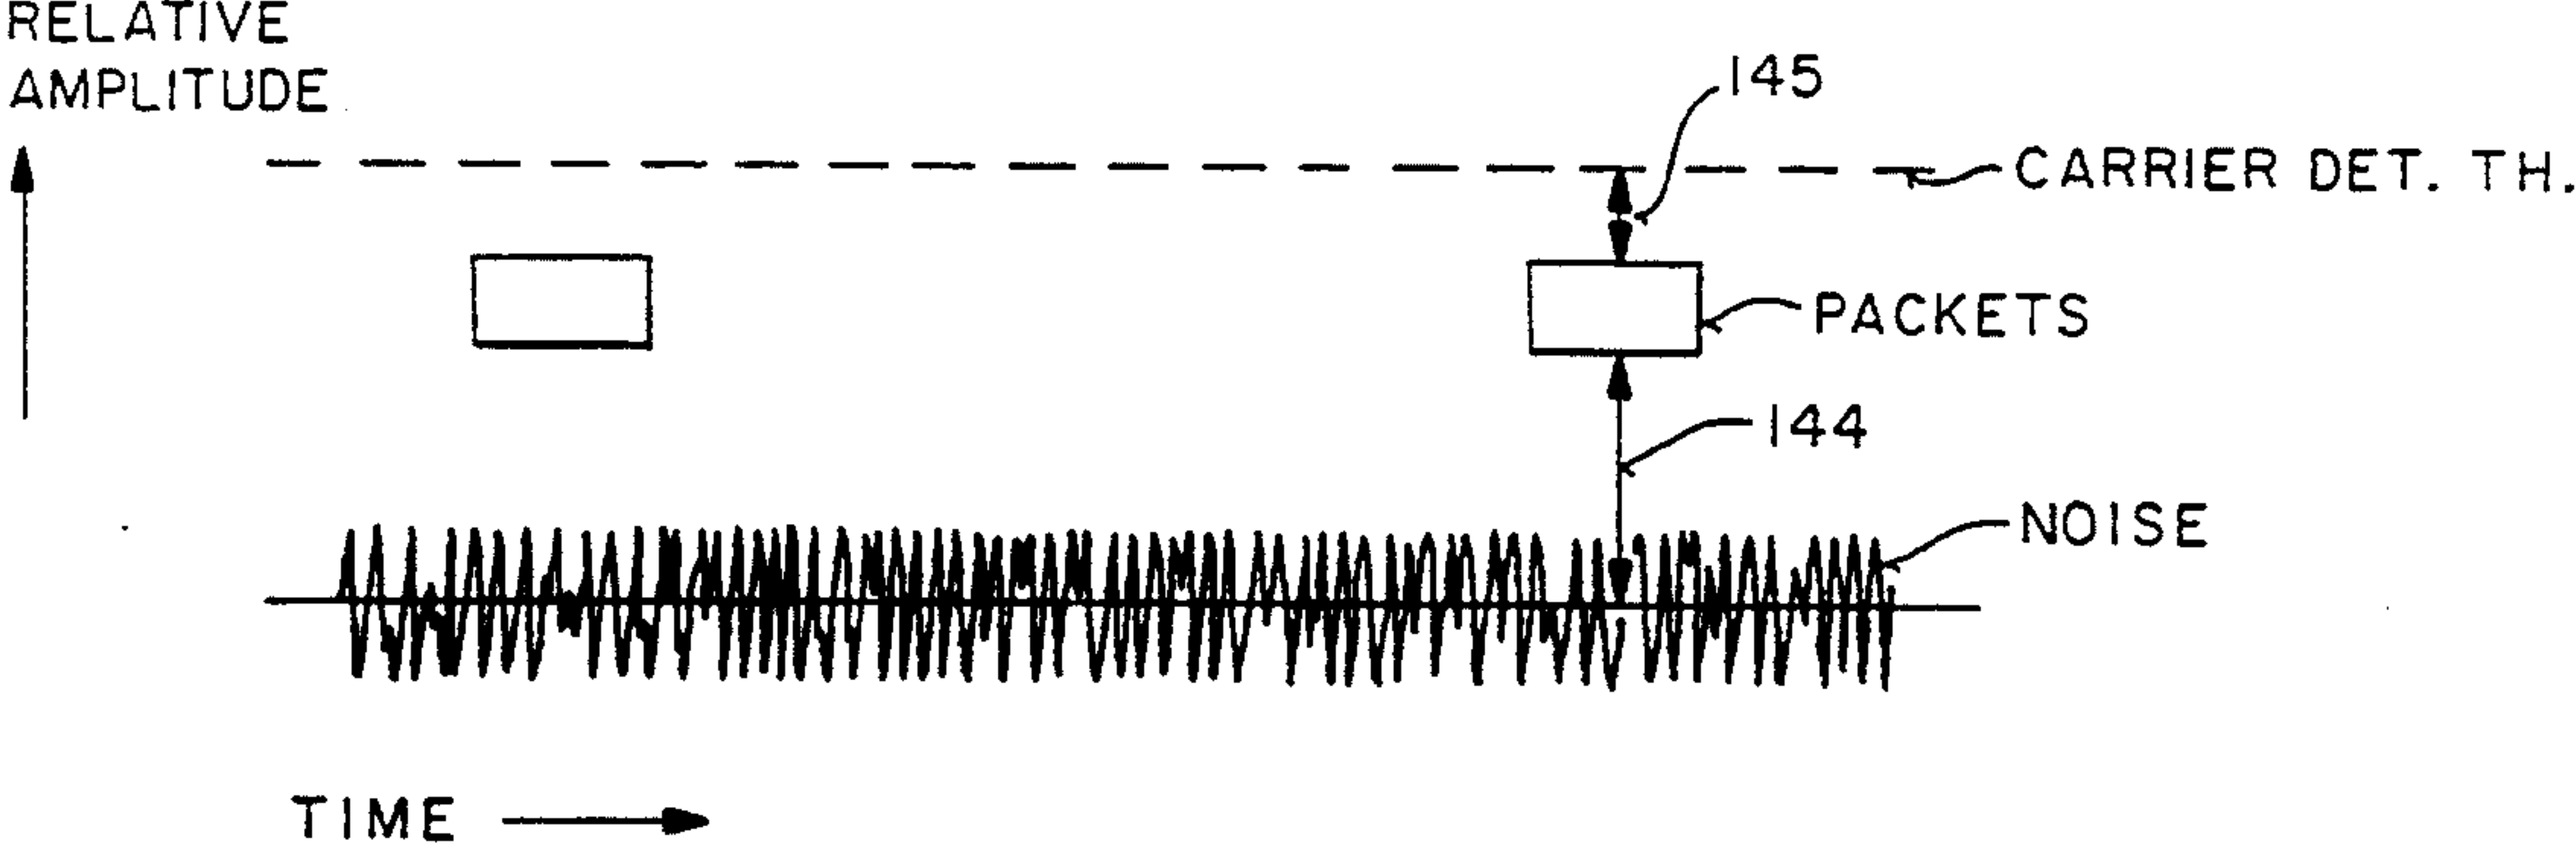 RELATIVE
AMPLITUDE
145
CARRIER DET. TH.
PACKETS
144
NOISE
TIME